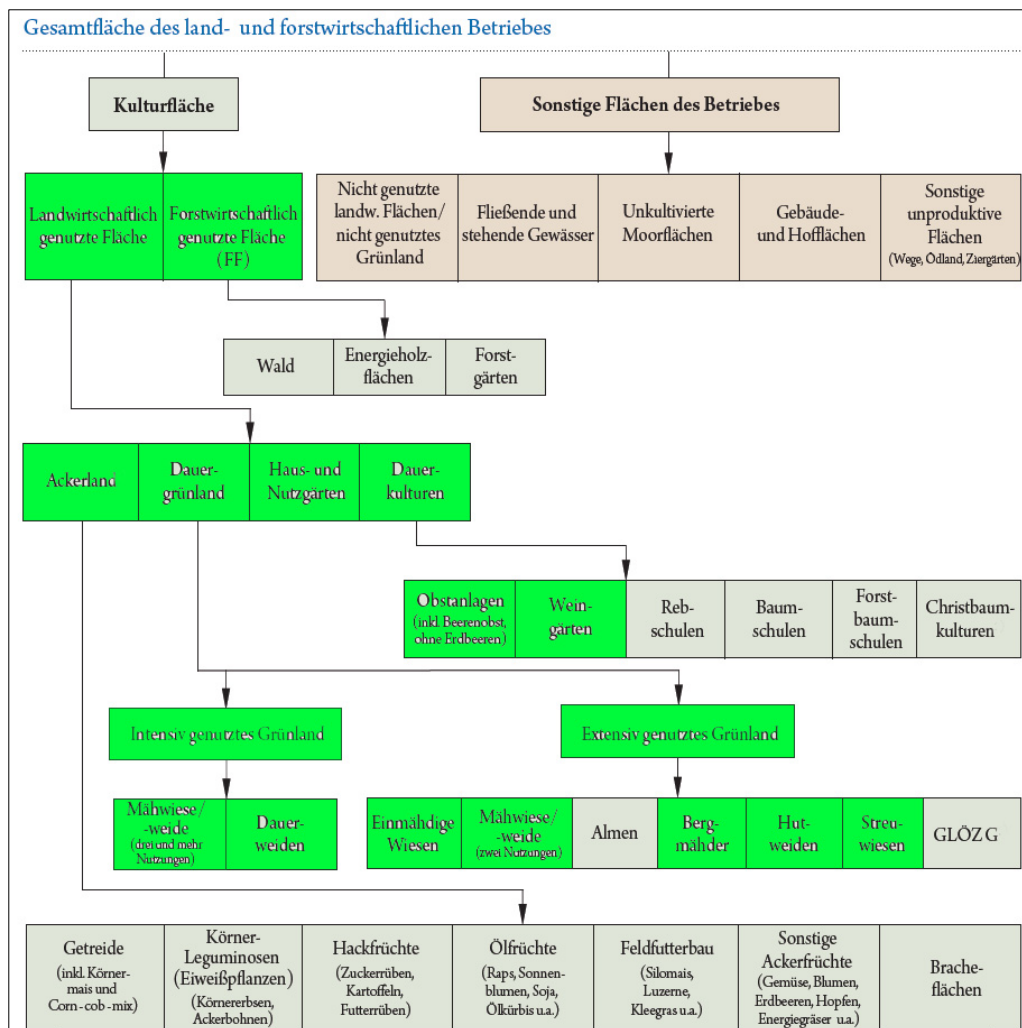 Gesamtfläche des land- und forstwirtschaftlichen Betriebes
Kulturfläche
Sonstige Flächen des Betriebes
Landwirtschaftlich
genutzte Fläche
Forstwirtschaftlich
genutzte Fläche
(FF)
Nicht genutzte
landw. Flächen/
nicht genutztes
Grünland
Fließende und
stehende Gewässer
Unkultivierte
Moorflächen
Gebäude-
und Hofflächen
Sonstige
unproduktive
Flächen
(Wege, Ödland, Ziergärten)
Wald
Energieholz-
flächen
Forst-
gärten
Ackerland
Dauer-
grünland
Haus- und
Nutzgärten
Dauer-
kulturen
Obstanlagen
(inkl. Beerenobst,
ohne Erdbeeren)
Wein-
gärten
Reb-
schulen
Baum-
schulen
Forst-
baum-
schulen
Christbaum-
kulturen
Intensiv genutztes Grünland
Extensiv genutztes Grünland
Mähwiese/
-weide
(drei und mehr
Nutzungen)
Dauer-
weiden
Einmähdige
Wiesen
Mähwiese/
-weide
(zwei Nutzungen)
Almen
Berg-
mähder
Hut-
weiden
Streu-
wiesen
GLÖZ G
Getreide
(inkl. Körner-
mais und
Corn-cob-mix)
Körner-
Leguminosen
(Eiweißpflanzen)
(Körnererbsen,
Ackerbohnen)
Hackfrüchte
(Zuckerrüben,
Kartoffeln,
Futterrüben)
Ölfrüchte
(Raps, Sonnen-
blumen, Soja,
Ölkürbis u.a.)
Feldfutterbau
(Silomais,
Luzerne,
Kleegras u.a.)
Sonstige
Ackerfrüchte
(Gemüse, Blumen,
Erdbeeren, Hopfen,
Energiegräser u.a.)
Brache-
flächen